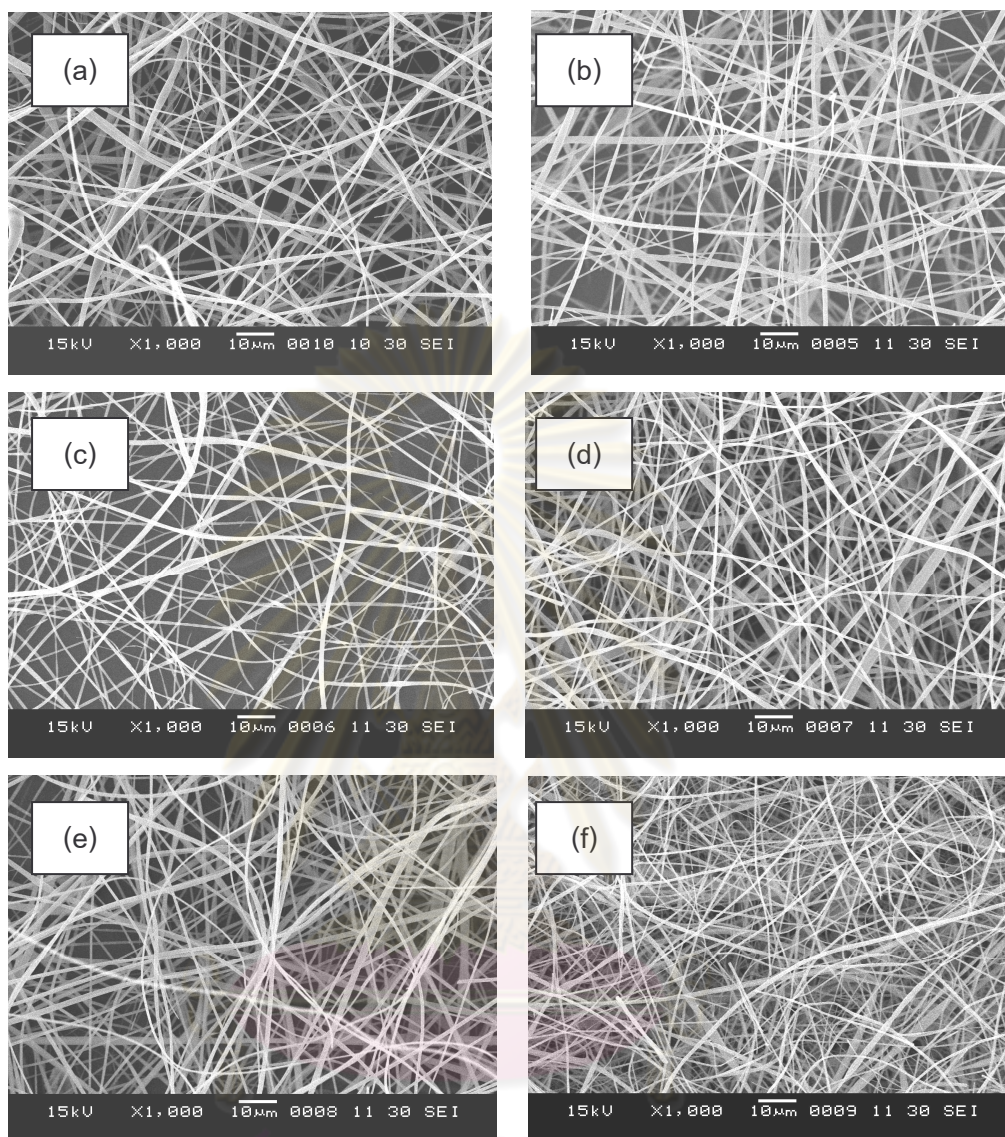 (a)
15kV X1,000 10µm 0010 10 30 SEI
(b)
15kV X1,000 10µm 0005 11 30 SEI
(c)
15kV X1,000 10µm 0006 11 30 SEI
(d)
15kV X1,000 10µm 0007 11 30 SEI
(e)
15kV X1,000 10µm 0008 11 30 SEI
(f)
15kV X1,000 10µm 0009 11 30 SEI